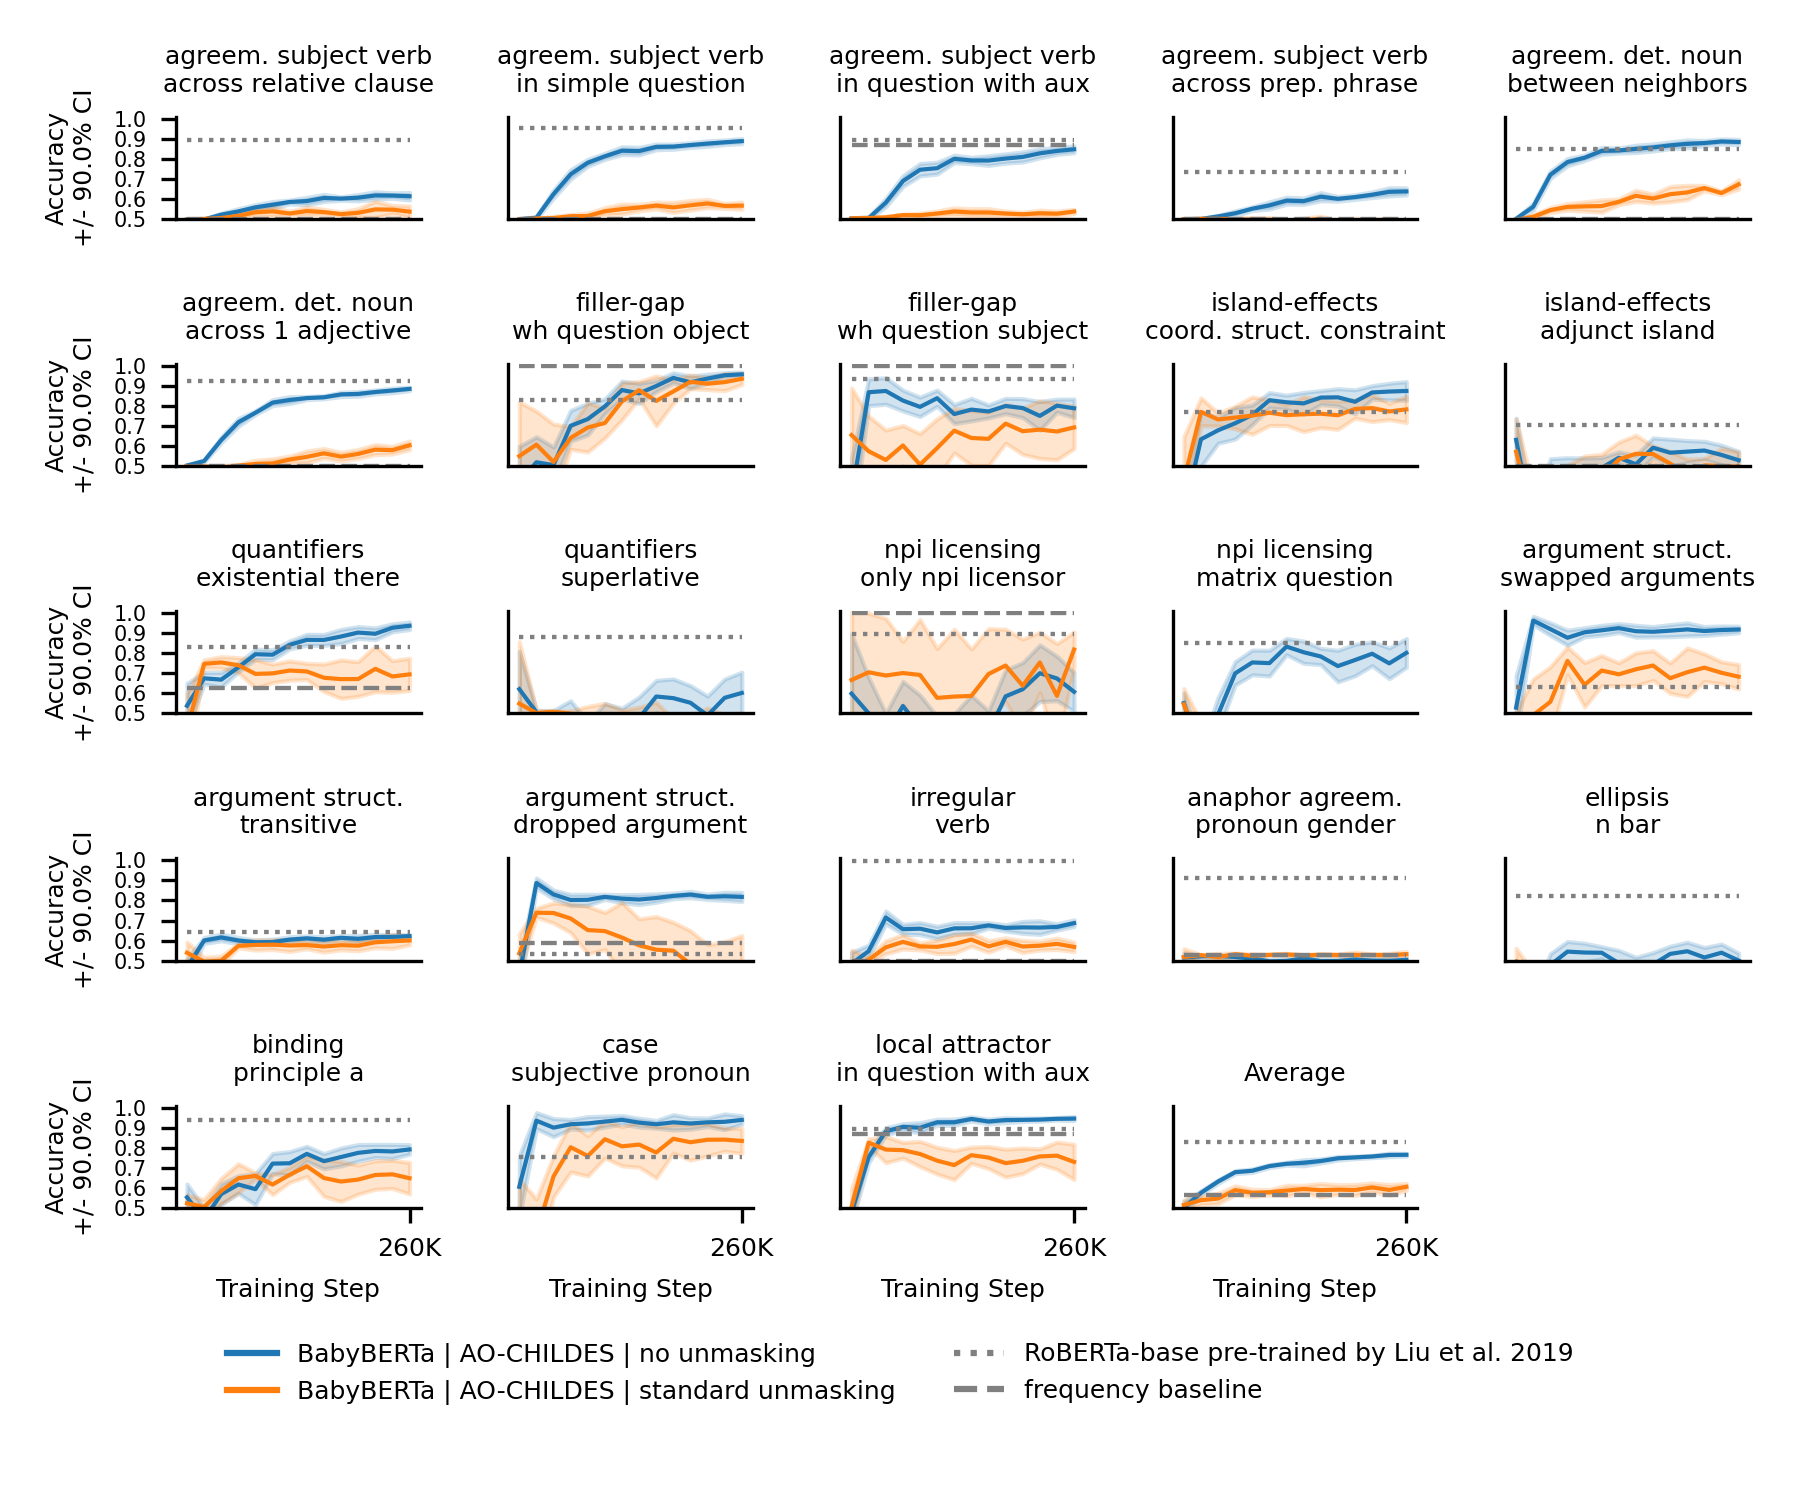 agreem. subject verb
across relative clause
agreem. subject verb
in simple question
agreem. subject verb
in question with aux
agreem. subject verb
across prep. phrase
agreem. det. noun
between neighbors
Accuracy
+/- 90.0% CI
1.0
0.9
0.8
0.7
0.6
0.5
agreem. det. noun
across 1 adjective
filler-gap
wh question object
filler-gap
wh question subject
island-effects
coord. struct. constraint
island-effects
adjunct island
Accuracy
+/- 90.0% CI
1.0
0.9
0.8
0.7
0.6
0.5
quantifiers
existential there
quantifiers
superlative
npi licensing
only npi licensor
npi licensing
matrix question
argument struct.
swapped arguments
Accuracy
+/- 90.0% CI
1.0
0.9
0.8
0.7
0.6
0.5
argument struct.
transitive
argument struct.
dropped argument
irregular
verb
anaphor agreem.
pronoun gender
ellipsis
n bar
Accuracy
+/- 90.0% CI
1.0
0.9
0.8
0.7
0.6
0.5
binding
principle a
case
subjective pronoun
local attractor
in question with aux
Average
Accuracy
+/- 90.0% CI
1.0
0.9
0.8
0.7
0.6
0.5
260K
260K
260K
260K
Training Step
Training Step
Training Step
Training Step
BabyBERTa | AO-CHILDES | no unmasking
BabyBERTa | AO-CHILDES | standard unmasking
RoBERTa-base pre-trained by Liu et al. 2019
frequency baseline